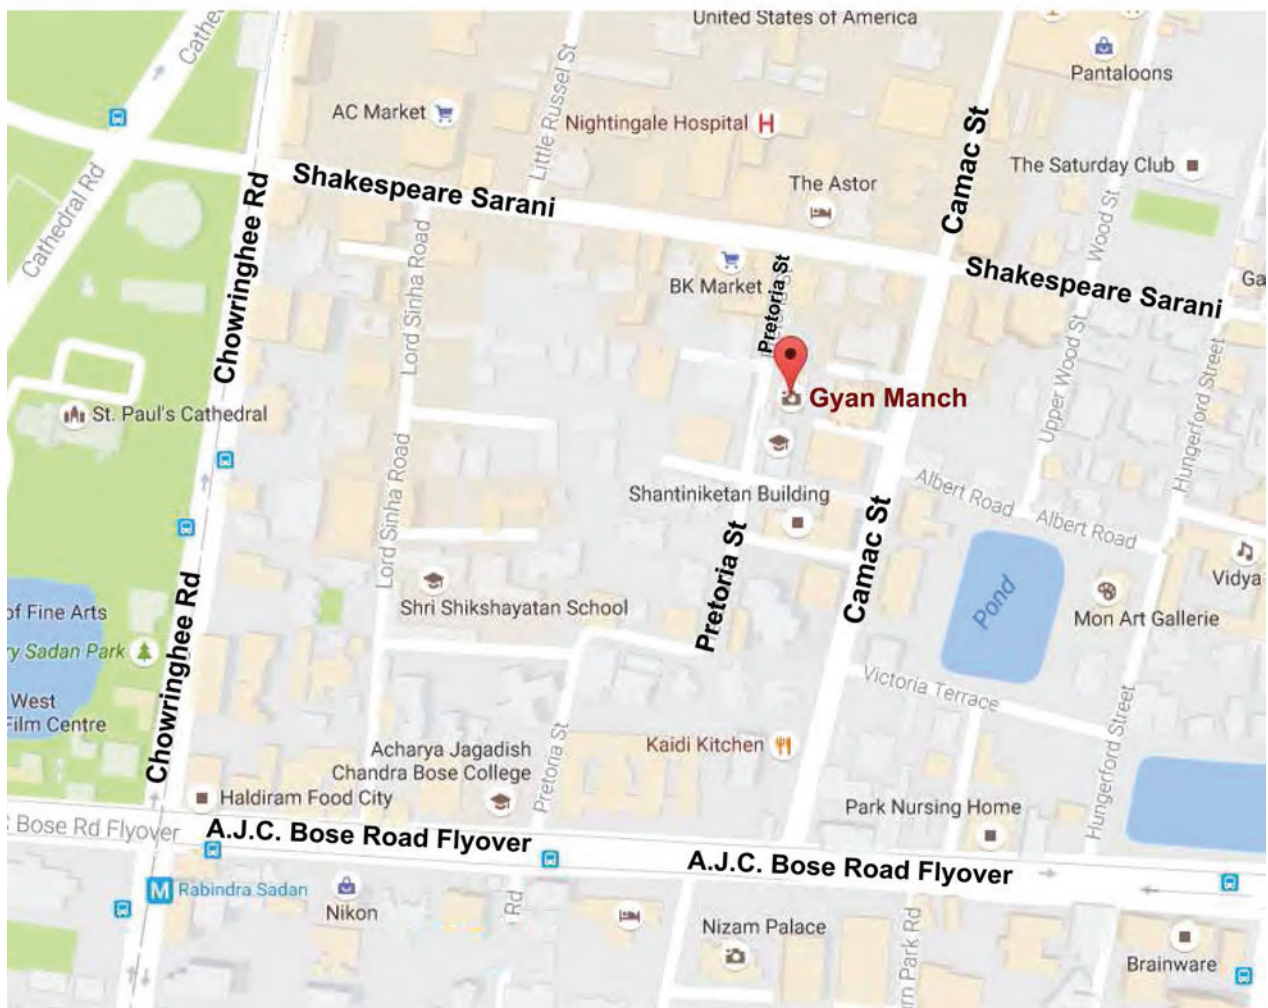 United States of America
Cathe
Pantaloons
AC Market
Little Russel St
Nightingale Hospital
H
Camac St
The Saturday Club
Cathedral Rd
Shakespeare Sarani
The Astor
Wood St
Chowringhee Rd
Lord Sinha Road
BK Market
Pretoria St
Shakespeare Sarani
Ga
Upper Wood St
Hungerford Street
Gyan Manch
St. Paul's Cathedral
Lord Sinha Road
Shantiniketan Building
Albert Road
Albert Road
Camac St
Pretoria St
Chowringhee Rd
Shri Shikshayatan School
of Fine Arts
Pond
Vidya
Mon Art Gallerie
ry Sadan Park
West
Film Centre
Victoria Terrace
Hungerford Street
Acharya Jagadish
Chandra Bose College
Pretoria St
Kaidi Kitchen
Haldiram Food City
Park Nursing Home
C Bose Rd Flyover
A.J.C. Bose Road Flyover
A.J.C. Bose Road Flyover
M
Rabindra Sadan
Nikon
Rd
Nizam Palace
rn Park Rd
Brainware